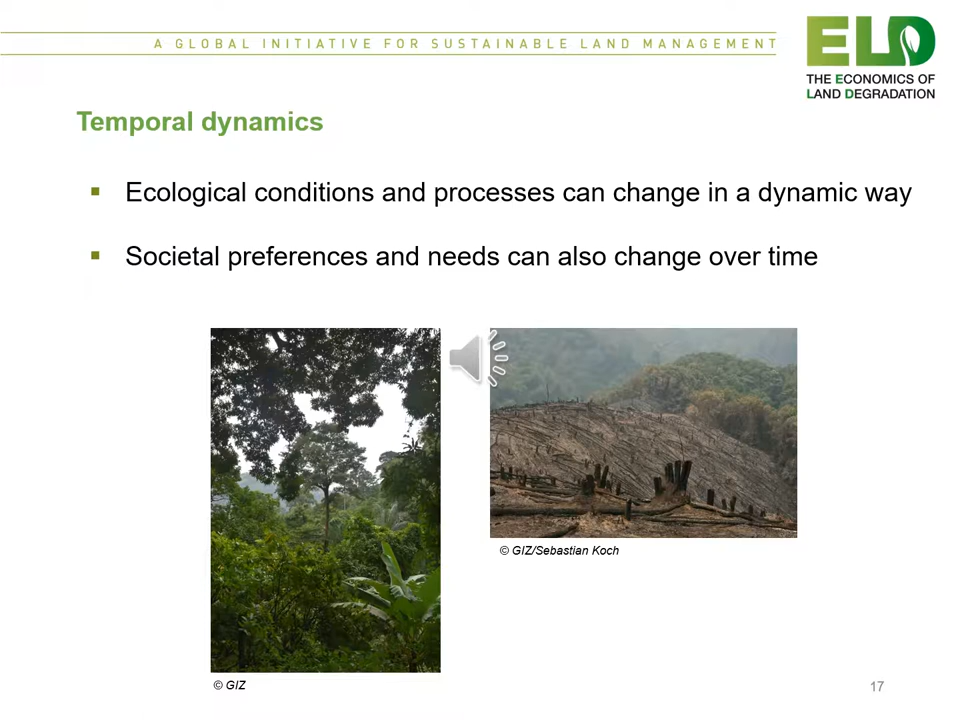 A GLOBAL INITIATIVE FOR SUSTAINABLE LAND MANAGEMENT
ELD
THE ECONOMICS OF
LAND DEGRADATION
Temporal dynamics
Ecological conditions and processes can change in a dynamic way
Societal preferences and needs can also change over time
© GIZ/Sebastian Koch
© GIZ
17